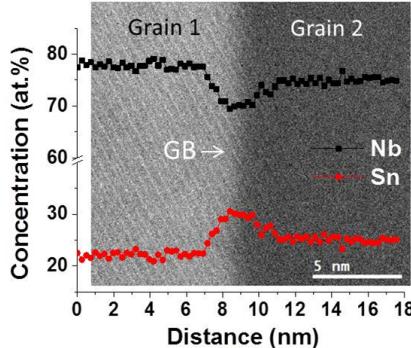 Grain 1
Grain 2
80
70
60
30
20
Concentration (at.%)
GB→
Nb
Sn
5 nm
0 2 4 6 8 10 12 14 16 18
Distance (nm)